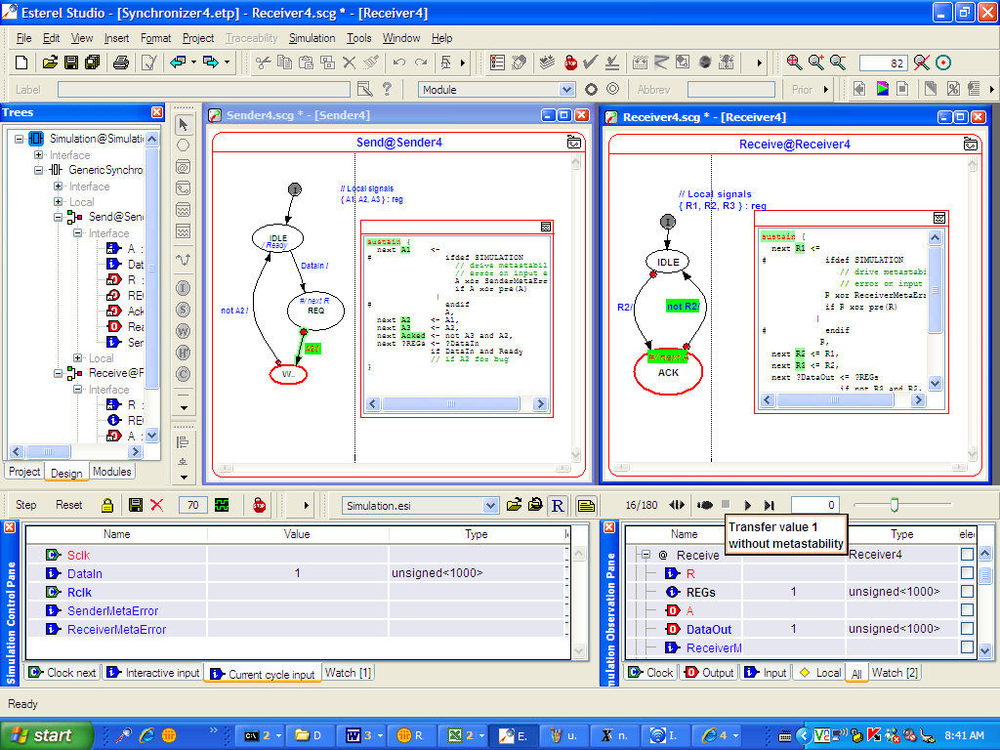 Esterel Studio - [Synchronizer4.etp] - Receiver4.scg * - [Receiver4]
File Edit View Insert Format Project Traceability Simulation Tools Window Help
82
Label Module Abbrev Prior
Trees
Simulation@Simulati
Interface
GenericSynchro
Interface
Local
Send@Send
Interface
A :
Dat
R :
RE
Ack
Rea
Sen
Local
Receive@F
Interface
R :
RE
A :
Project Design Modules
Sender4.scg * - [Sender4]
Send@Sender4
// Local signals
{ A1, A2, A3 } : reg
I
IDLE
/ Ready
DataIn /
#/ next R
REQ
not A2 /
A2 /
W..
sustain {
next A1 <-
# ifdef SIMULATION
// drive metastabil
// error on input e
A xor SenderMetaErr
if A xor pre(A)
|
# endif
A,
next A2 <- A1,
next A3 <- A2,
next Acked <- not A3 and A2,
next ?REGs <- ?DataIn
if DataIn and Ready
// if A2 for bug
}
Receiver4.scg * - [Receiver4]
Receive@Receiver4
// Local signals
{ R1, R2, R3 } : reg
I
IDLE
R2/
not R2/
#/ next A
ACK
sustain {
next R1 <=
# ifdef SIMULATION
// drive metastabi
// error on input
R xor ReceiverMetaErr
if R xor pre(R)
|
# endif
R,
next R2 <= R1,
next R3 <= R2,
next ?DataOut <= ?REGs
if not R3 and R2.
Step Reset 70 Simulation.esi R 16/180 0
Transfer value 1
without metastability
Simulation Control Pane
Name Value Type
Sclk
DataIn 1 unsigned<1000>
Rclk
SenderMetaError
ReceiverMetaError
Clock next Interactive input Current cycle input Watch [1]
mulation Observation Pane
Name Type elec
@ Receive Receiver4
R
REGs 1 unsigned<1000>
A
DataOut 1 unsigned<1000>
ReceiverM
Clock Output Input Local All Watch [2]
Ready
start 2 D 3 R. 2 E. u. n. I. 4 8:41 AM